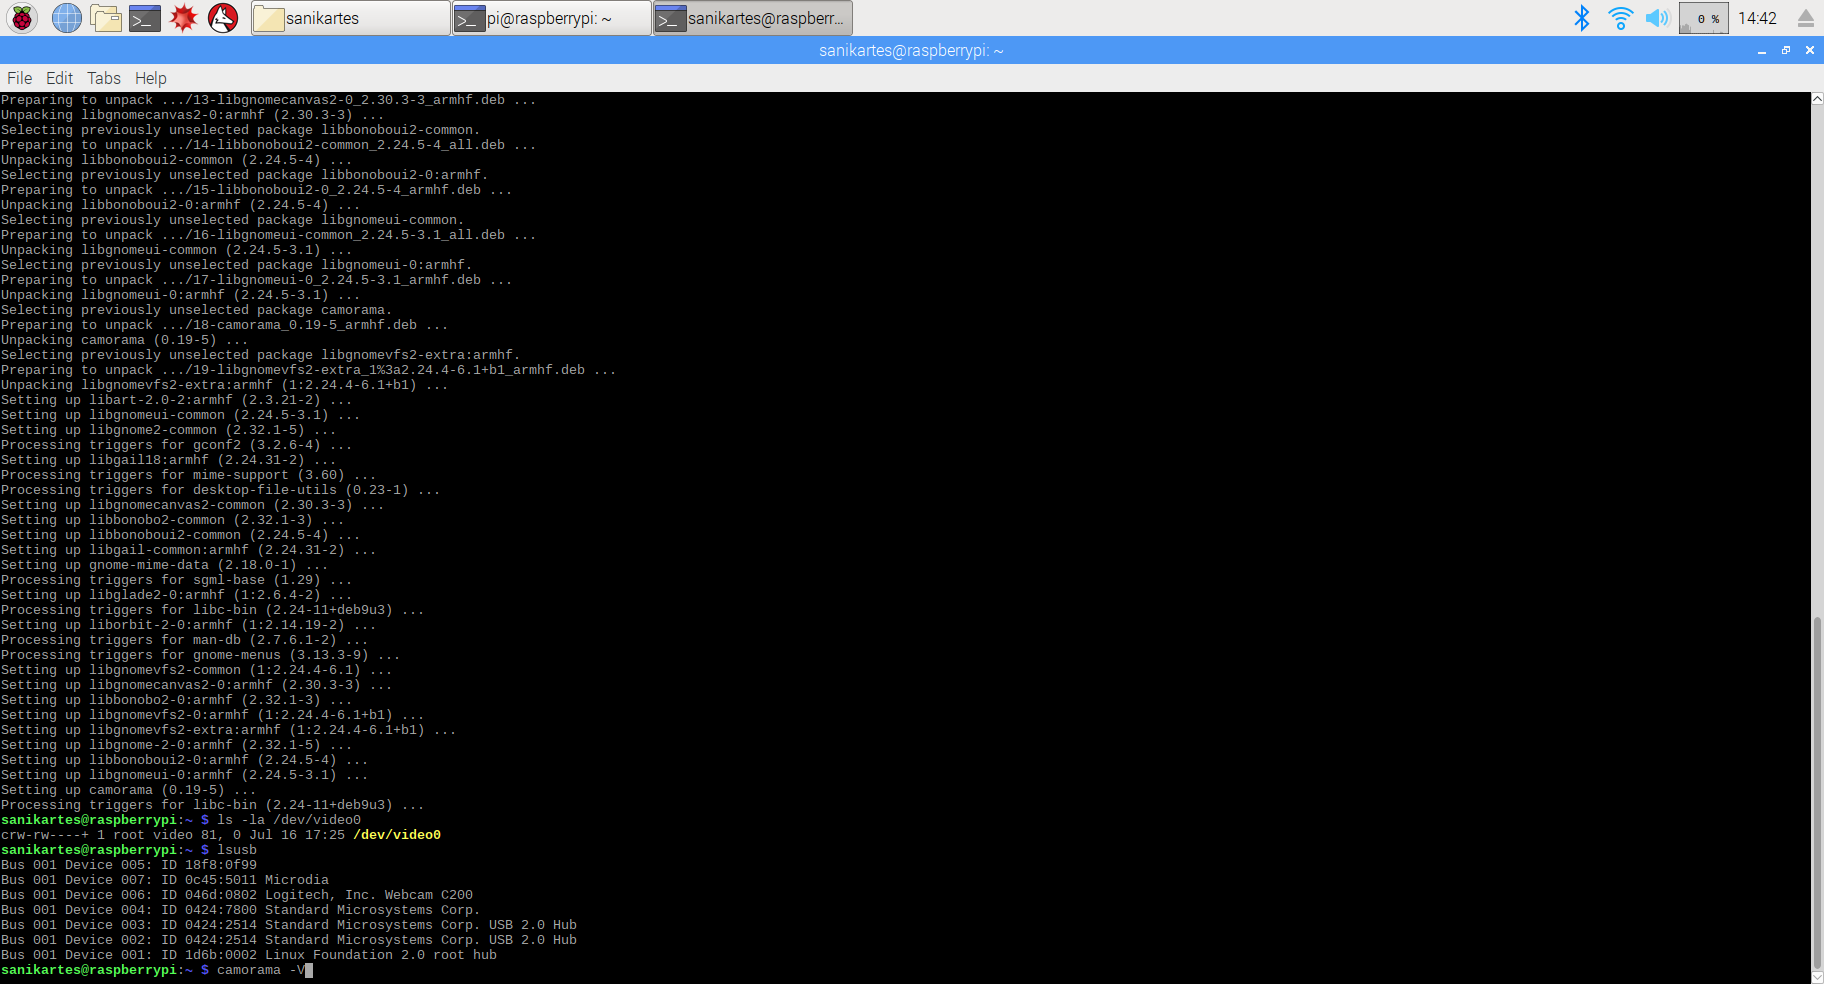 sanikartes
pi@raspberrypi: ~
sanikartes@raspberr...
0 %
14:42
sanikartes@raspberrypi: ~
File Edit Tabs Help
Preparing to unpack .../13-libgnomecanvas2-0_2.30.3-3_armhf.deb ...
Unpacking libgnomecanvas2-0:armhf (2.30.3-3) ...
Selecting previously unselected package libbonoboui2-common.
Preparing to unpack .../14-libbonoboui2-common_2.24.5-4_all.deb ...
Unpacking libbonoboui2-common (2.24.5-4) ...
Selecting previously unselected package libbonoboui2-0:armhf.
Preparing to unpack .../15-libbonoboui2-0_2.24.5-4_armhf.deb ...
Unpacking libbonoboui2-0:armhf (2.24.5-4) ...
Selecting previously unselected package libgnomeui-common.
Preparing to unpack .../16-libgnomeui-common_2.24.5-3.1_all.deb ...
Unpacking libgnomeui-common (2.24.5-3.1) ...
Selecting previously unselected package libgnomeui-0:armhf.
Preparing to unpack .../17-libgnomeui-0_2.24.5-3.1_armhf.deb ...
Unpacking libgnomeui-0:armhf (2.24.5-3.1) ...
Selecting previously unselected package camorama.
Preparing to unpack .../18-camorama_0.19-5_armhf.deb ...
Unpacking camorama (0.19-5) ...
Selecting previously unselected package libgnomevfs2-extra:armhf.
Preparing to unpack .../19-libgnomevfs2-extra_1%3a2.24.4-6.1+b1_armhf.deb ...
Unpacking libgnomevfs2-extra:armhf (1:2.24.4-6.1+b1) ...
Setting up libart-2.0-2:armhf (2.3.21-2) ...
Setting up libgnomeui-common (2.24.5-3.1) ...
Setting up libgnome2-common (2.32.1-5) ...
Processing triggers for gconf2 (3.2.6-4) ...
Setting up libgail18:armhf (2.24.31-2) ...
Processing triggers for mime-support (3.60) ...
Processing triggers for desktop-file-utils (0.23-1) ...
Setting up libgnomecanvas2-common (2.30.3-3) ...
Setting up libbonobo2-common (2.32.1-3) ...
Setting up libbonoboui2-common (2.24.5-4) ...
Setting up libgail-common:armhf (2.24.31-2) ...
Setting up gnome-mime-data (2.18.0-1) ...
Processing triggers for sgml-base (1.29) ...
Setting up libglade2-0:armhf (1:2.6.4-2) ...
Processing triggers for libc-bin (2.24-11+deb9u3) ...
Setting up liborbit-2-0:armhf (1:2.14.19-2) ...
Processing triggers for man-db (2.7.6.1-2) ...
Processing triggers for gnome-menus (3.13.3-9) ...
Setting up libgnomevfs2-common (1:2.24.4-6.1) ...
Setting up libgnomecanvas2-0:armhf (2.30.3-3) ...
Setting up libbonobo2-0:armhf (2.32.1-3) ...
Setting up libgnomevfs2-0:armhf (1:2.24.4-6.1+b1) ...
Setting up libgnomevfs2-extra:armhf (1:2.24.4-6.1+b1) ...
Setting up libgnome-2-0:armhf (2.32.1-5) ...
Setting up libbonoboui2-0:armhf (2.24.5-4) ...
Setting up libgnomeui-0:armhf (2.24.5-3.1) ...
Setting up camorama (0.19-5) ...
Processing triggers for libc-bin (2.24-11+deb9u3) ...
sanikartes@raspberrypi:~ $ ls -la /dev/video0
crw-rw----+ 1 root video 81, 0 Jul 16 17:25 /dev/video0
sanikartes@raspberrypi:~ $ lsusb
Bus 001 Device 005: ID 18f8:0f99
Bus 001 Device 007: ID 0c45:5011 Microdia
Bus 001 Device 006: ID 046d:0802 Logitech, Inc. Webcam C200
Bus 001 Device 004: ID 0424:7800 Standard Microsystems Corp.
Bus 001 Device 003: ID 0424:2514 Standard Microsystems Corp. USB 2.0 Hub
Bus 001 Device 002: ID 0424:2514 Standard Microsystems Corp. USB 2.0 Hub
Bus 001 Device 001: ID 1d6b:0002 Linux Foundation 2.0 root hub
sanikartes@raspberrypi:~ $ camorama -V